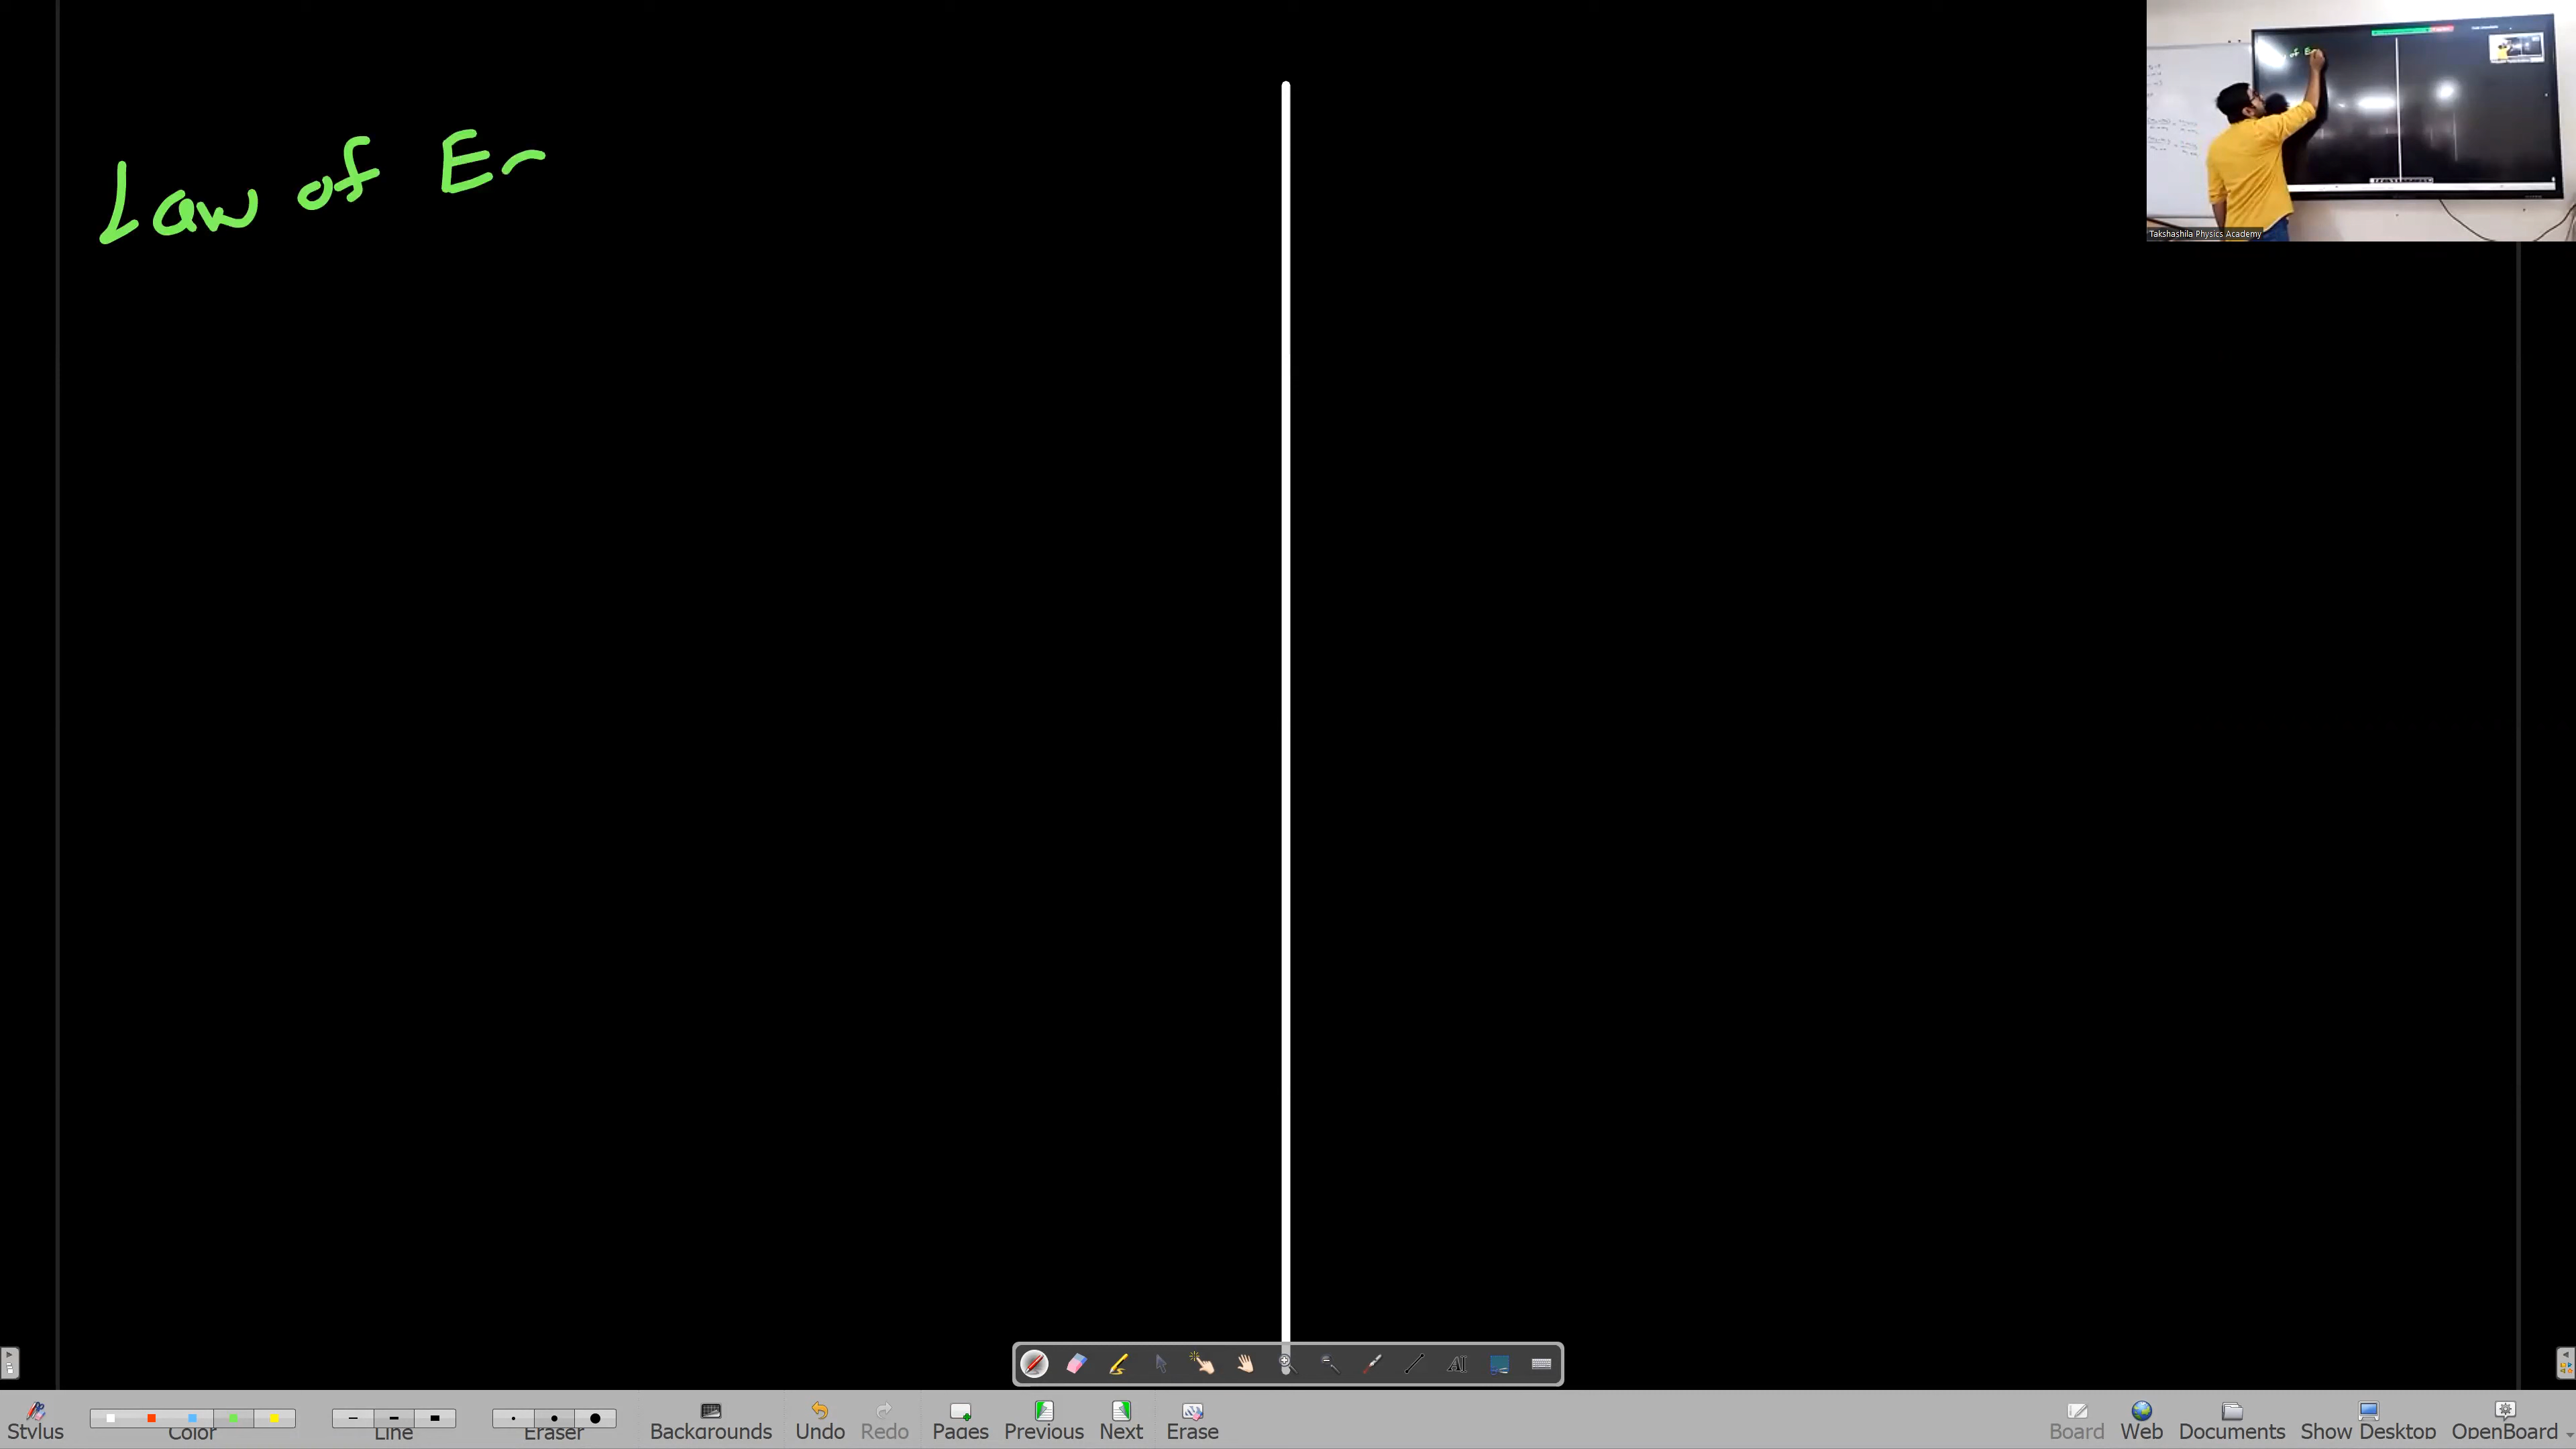 Law of Er
Takshashila Physics Academy
Stylus
Color
Line
Eraser
Backgrounds
Undo
Redo
Pages
Previous
Next
Erase
Board
Web
Documents
Show Desktop
OpenBoard